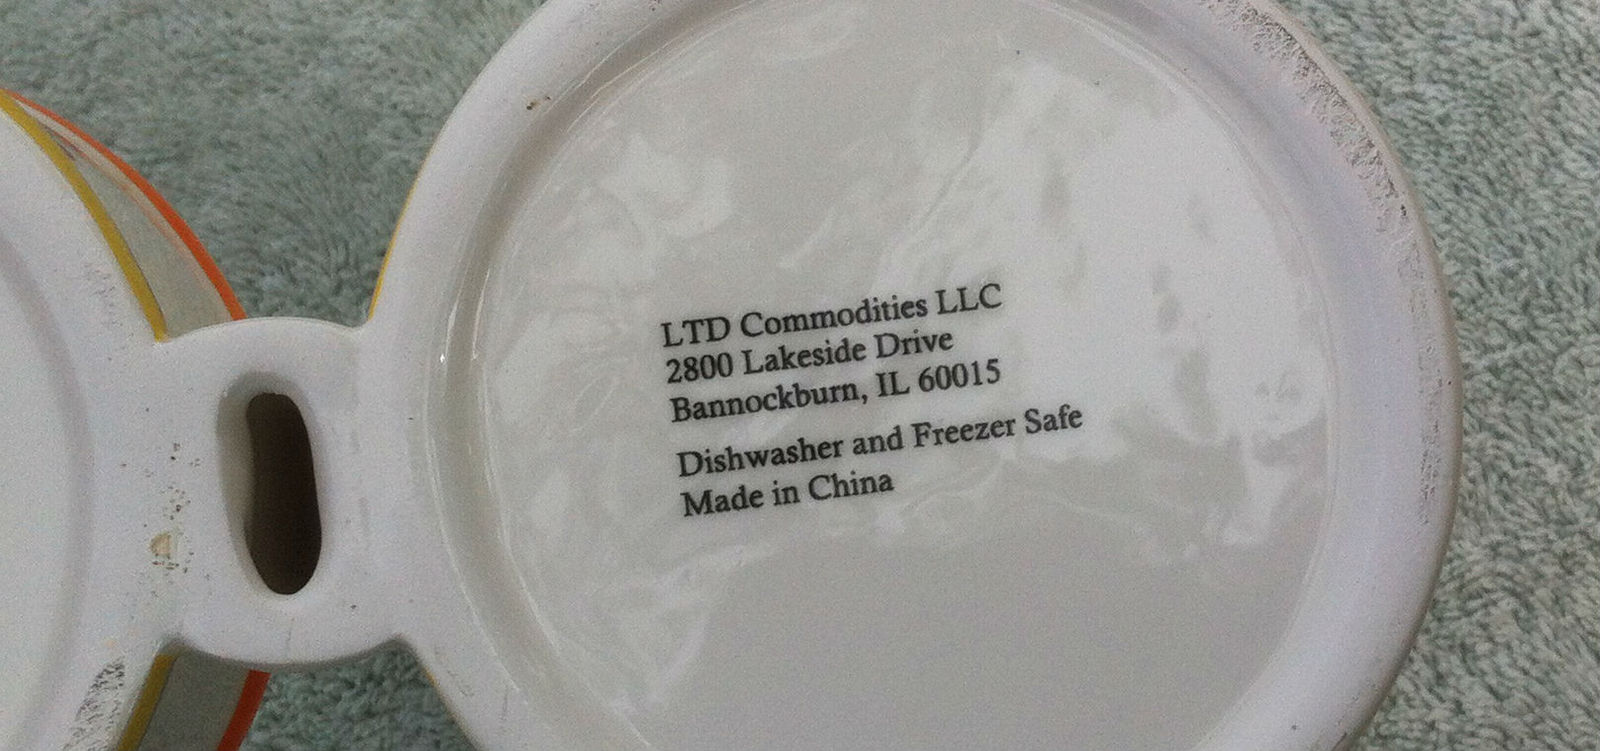 LTD Commodities LLC
2800 Lakeside Drive
Bannockburn, IL 60015
Dishwasher and Freezer Safe
Made in China